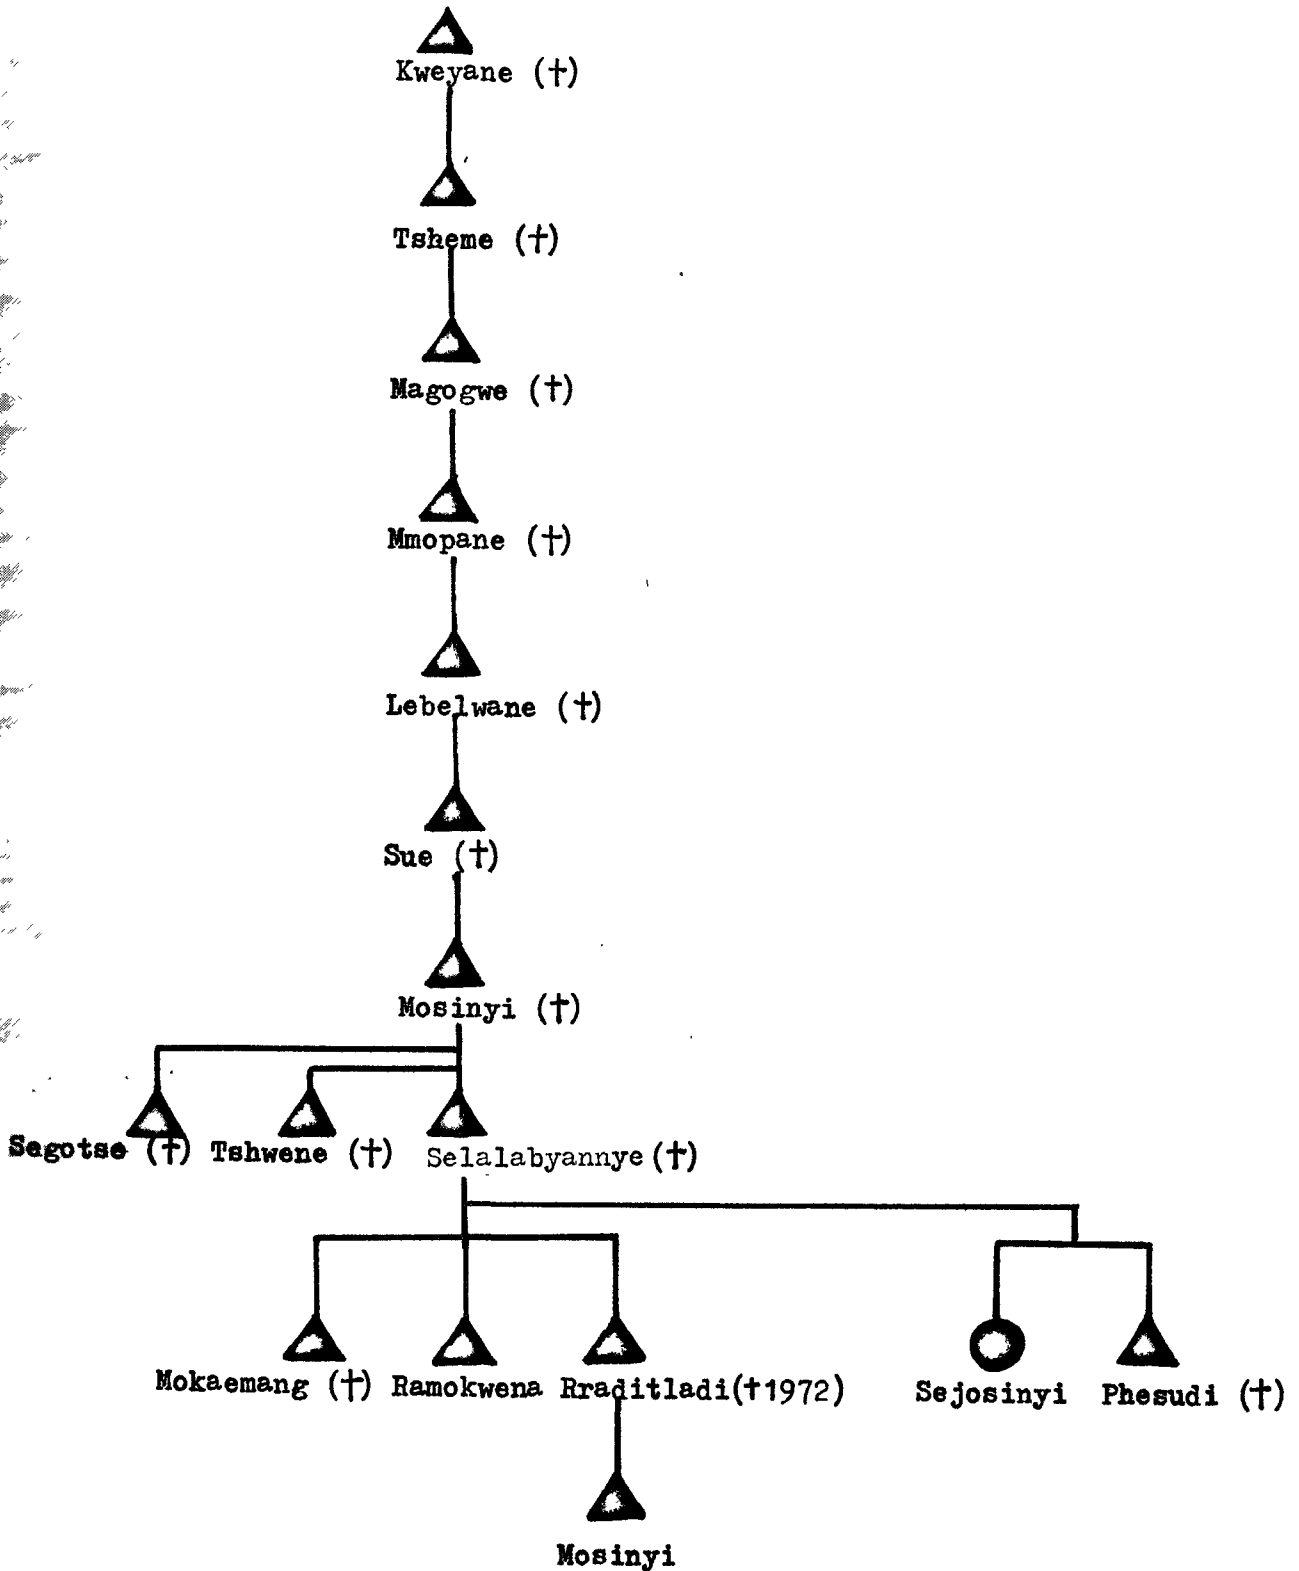 Kweyane (†)
Tsheme (†)
Magogwe (†)
Mmopane (†)
Lebelwane (†)
Sue (†)
Mosinyi (†)
Segotse (†) Tshwene (†) Selalabyannye (†)
Mokaemang (†) Ramokwena Rraditladi(†1972) Sejosinyi Phesudi (†)
Mosinyi